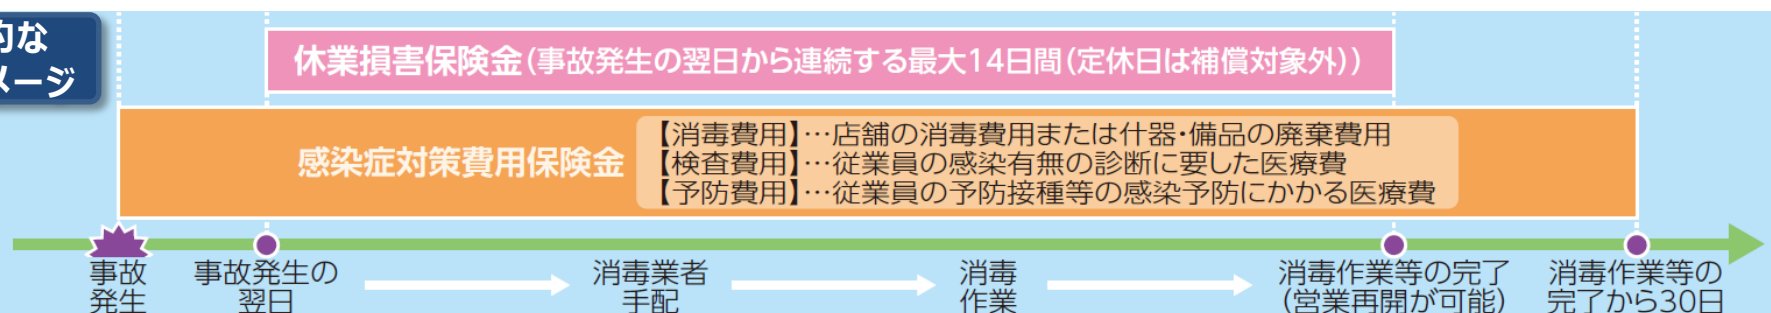 的な
メージ
休業損害保険金(事故発生の翌日から連続する最大14日間(定休日は補償対象外))
感染症対策費用保険金
【消毒費用】…店舗の消毒費用または什器・備品の廃棄費用
【検査費用】…従業員の感染有無の診断に要した医療費
【予防費用】…従業員の予防接種等の感染予防にかかる医療費
事故
発生
事故発生の
翌日
消毒業者
手配
消毒
作業
消毒作業等の完了
(営業再開が可能)
消毒作業等の
完了から30日